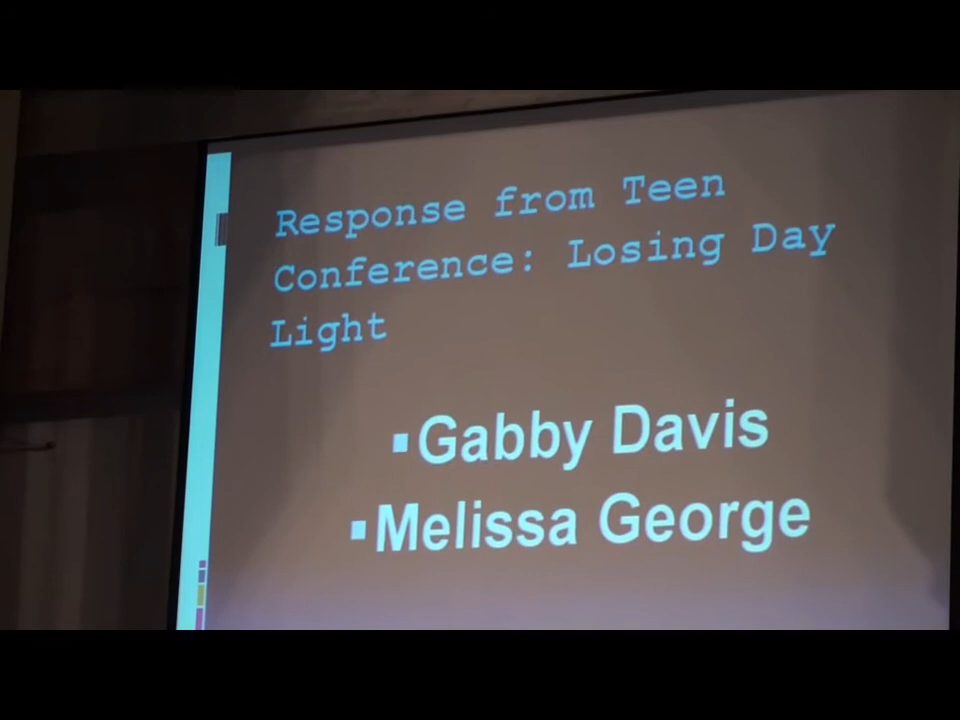 Response from Teen
Conference: Losing Day
Light
▪Gabby Davis
▪Melissa George